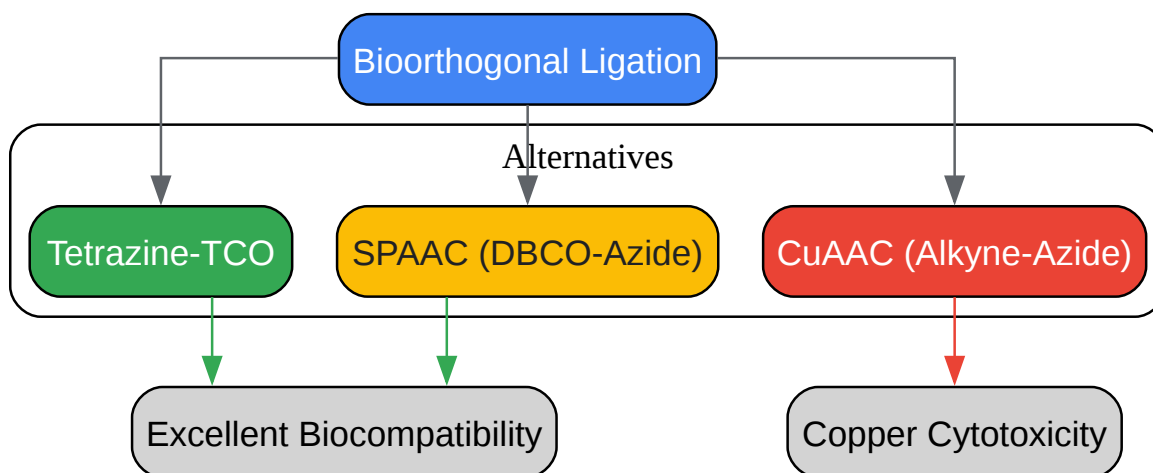 Bioorthogonal Ligation
Alternatives
Tetrazine-TCO
SPAAC (DBCO-Azide)
CuAAC (Alkyne-Azide)
Excellent Biocompatibility
Copper Cytotoxicity